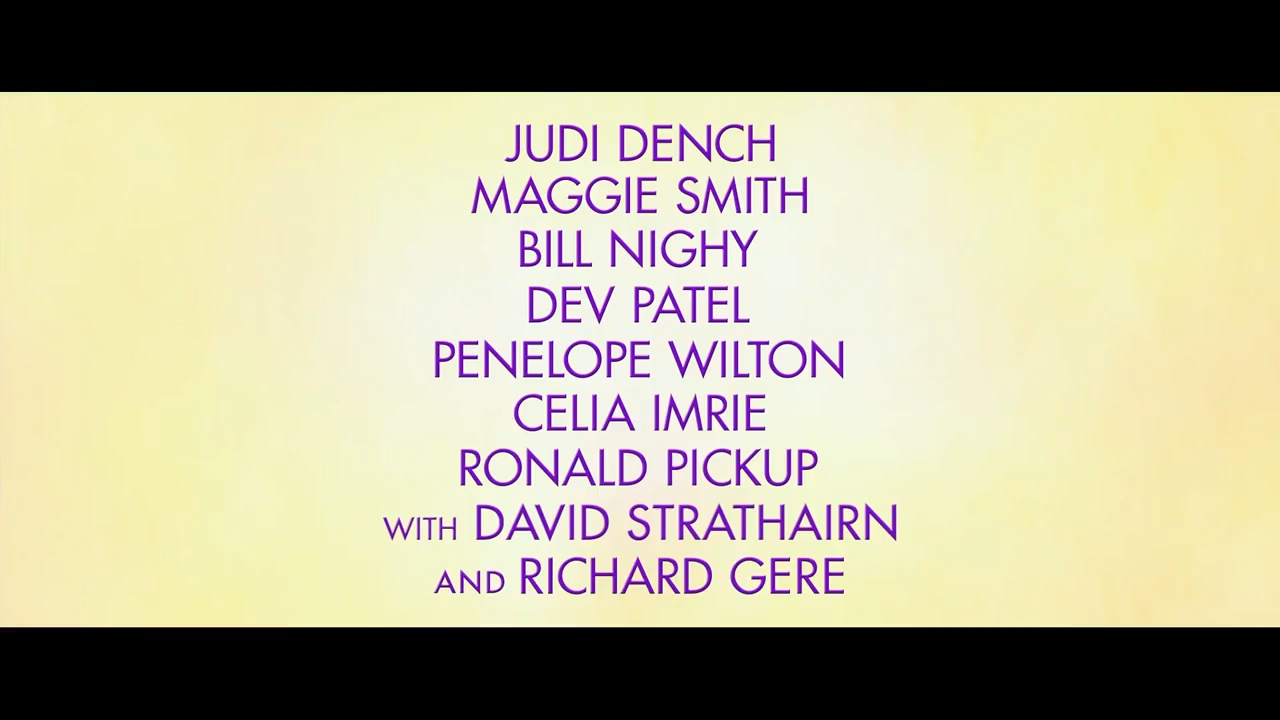 JUDI DENCH
MAGGIE SMITH
BILL NIGHY
DEV PATEL
PENELOPE WILTON
CELIA IMRIE
RONALD PICKUP
WITH DAVID STRATHAIRN
AND RICHARD GERE